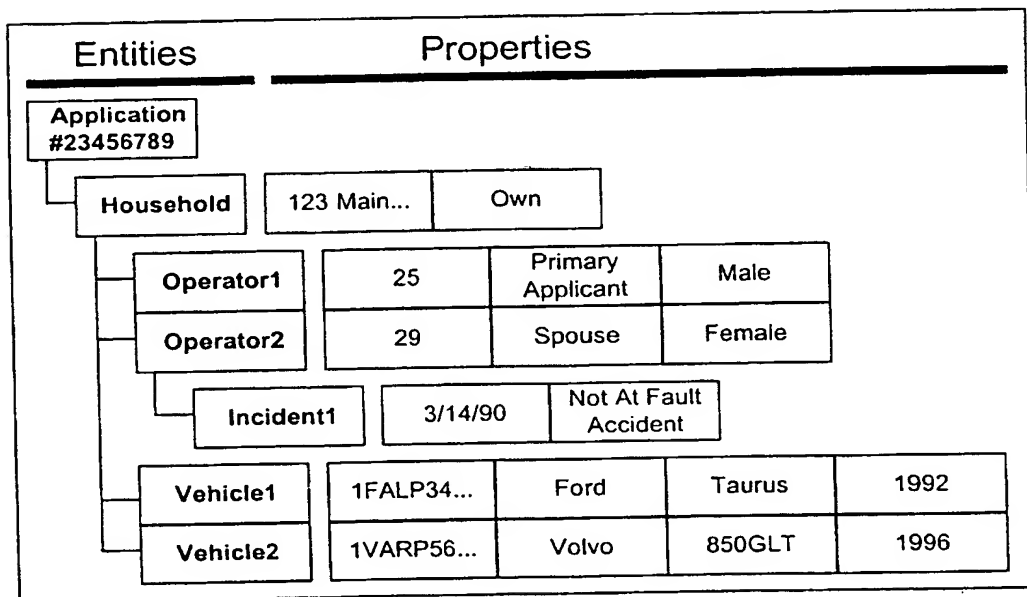 Entities Properties
Application
#23456789
Household 123 Main... Own
Operator1 25 Primary Applicant Male
Operator2 29 Spouse Female
Incident1 3/14/90 Not At Fault Accident
Vehicle1 1FALP34... Ford Taurus 1992
Vehicle2 1VARP56... Volvo 850GLT 1996